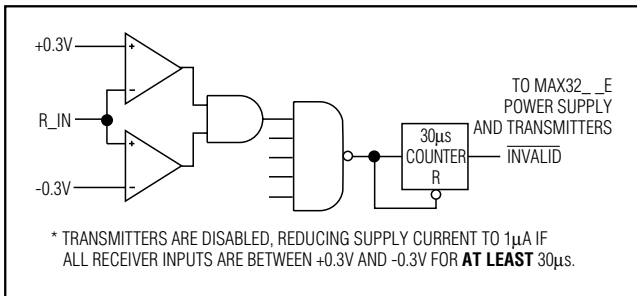 +0.3V
+
-
R_IN
+
-
-0.3V
30µs
COUNTER
R
TO MAX32_ _E
POWER SUPPLY
AND TRANSMITTERS
INVALID
* TRANSMITTERS ARE DISABLED, REDUCING SUPPLY CURRENT TO 1µA IF
ALL RECEIVER INPUTS ARE BETWEEN +0.3V AND -0.3V FOR AT LEAST 30µs.